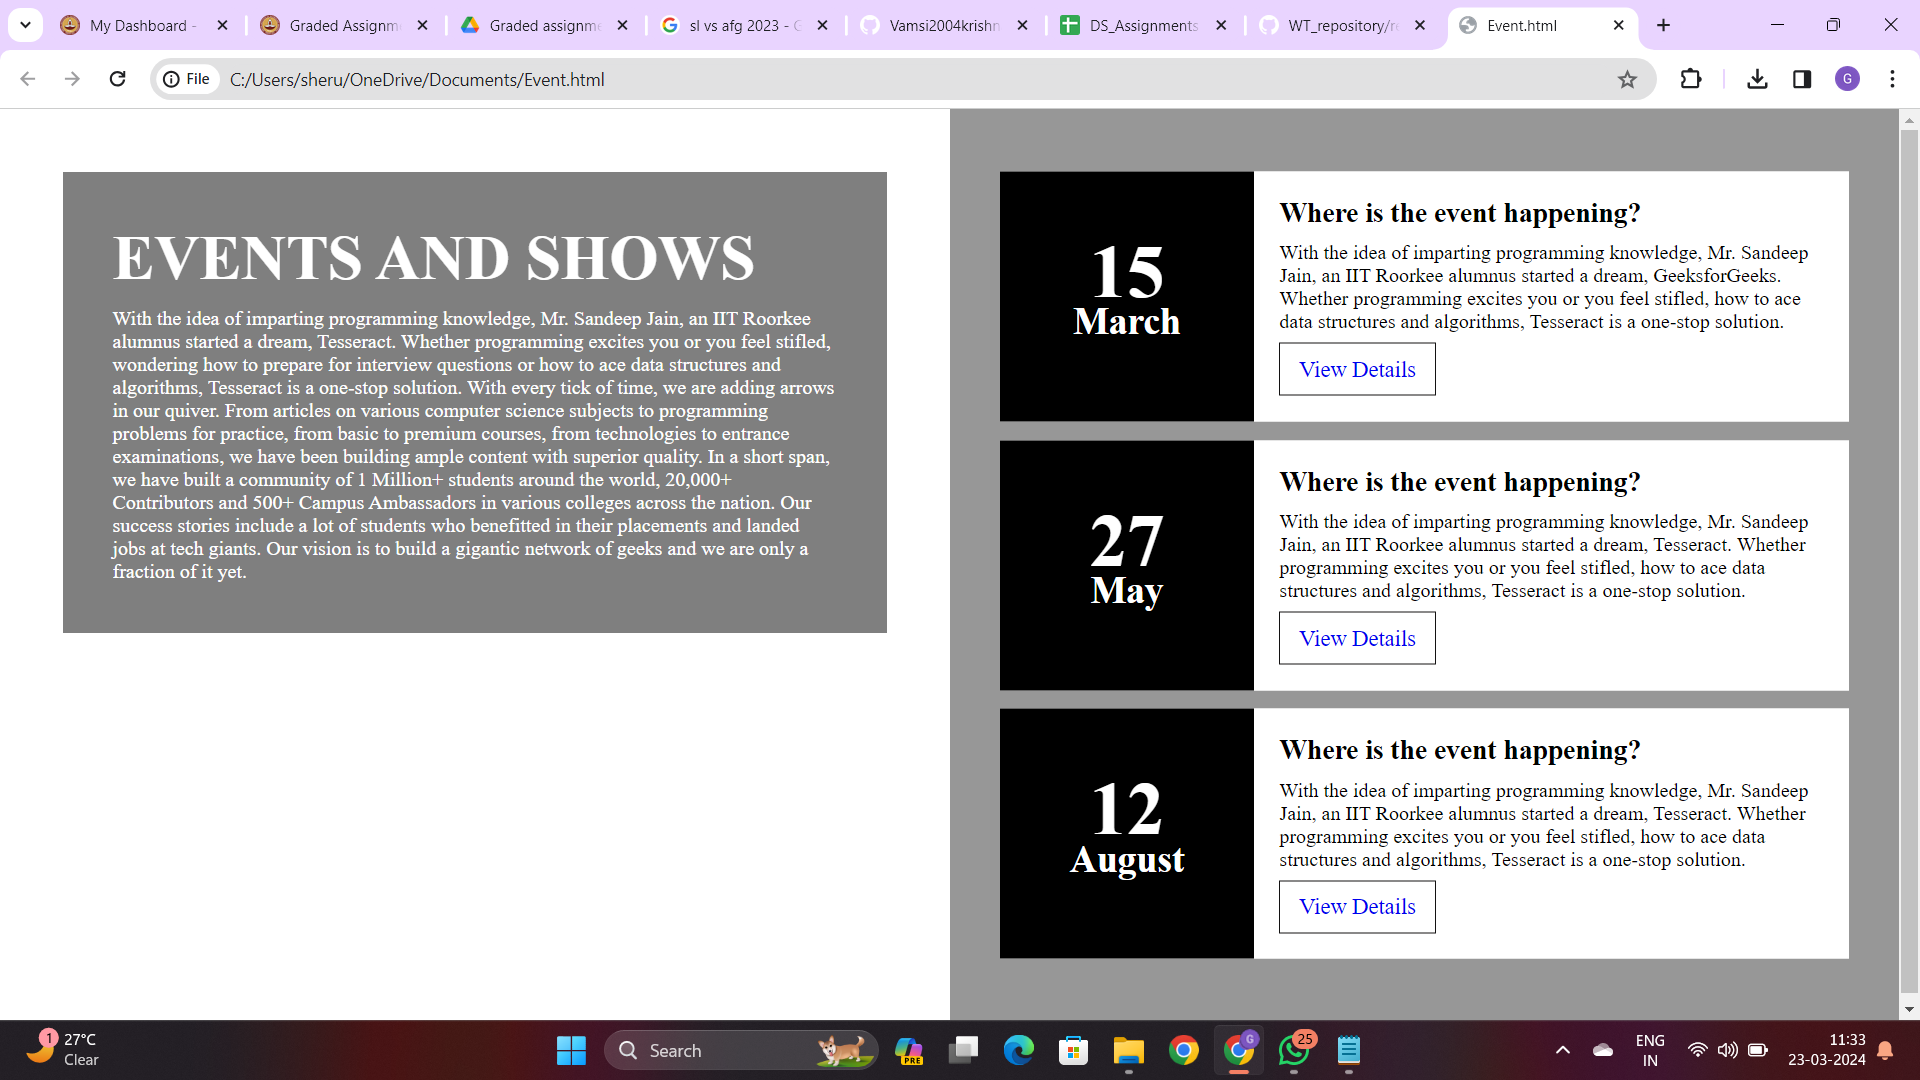 My Dashboard -
Graded Assignm
Graded assignme
sl vs afg 2023 - G
Vamsi2004krishn
DS_Assignments
WT_repository/re
Event.html
File
C:/Users/sheru/OneDrive/Documents/Event.html
G
EVENTS AND SHOWS
With the idea of imparting programming knowledge, Mr. Sandeep Jain, an IIT Roorkee
alumnus started a dream, Tesseract. Whether programming excites you or you feel stifled,
wondering how to prepare for interview questions or how to ace data structures and
algorithms, Tesseract is a one-stop solution. With every tick of time, we are adding arrows
in our quiver. From articles on various computer science subjects to programming
problems for practice, from basic to premium courses, from technologies to entrance
examinations, we have been building ample content with superior quality. In a short span,
we have built a community of 1 Million+ students around the world, 20,000+
Contributors and 500+ Campus Ambassadors in various colleges across the nation. Our
success stories include a lot of students who benefitted in their placements and landed
jobs at tech giants. Our vision is to build a gigantic network of geeks and we are only a
fraction of it yet.
15
March
Where is the event happening?
With the idea of imparting programming knowledge, Mr. Sandeep
Jain, an IIT Roorkee alumnus started a dream, GeeksforGeeks.
Whether programming excites you or you feel stifled, how to ace
data structures and algorithms, Tesseract is a one-stop solution.
View Details
27
May
Where is the event happening?
With the idea of imparting programming knowledge, Mr. Sandeep
Jain, an IIT Roorkee alumnus started a dream, Tesseract. Whether
programming excites you or you feel stifled, how to ace data
structures and algorithms, Tesseract is a one-stop solution.
View Details
12
August
Where is the event happening?
With the idea of imparting programming knowledge, Mr. Sandeep
Jain, an IIT Roorkee alumnus started a dream, Tesseract. Whether
programming excites you or you feel stifled, how to ace data
structures and algorithms, Tesseract is a one-stop solution.
View Details
1
27°C
Clear
Search
PRE
G
25
ENG
IN
11:33
23-03-2024